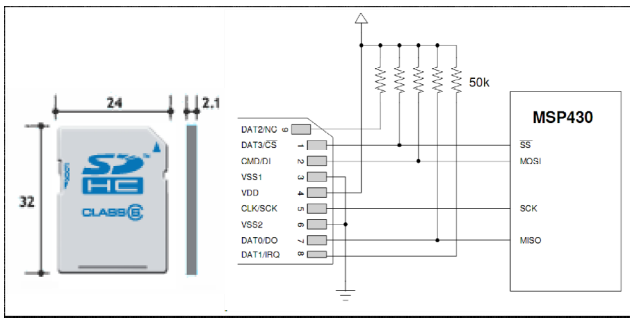 24
2.1
32
SD
HC
CLASS 6
50k
MSP430
DAT2/NC 9
DAT3/CS 1
SS
CMD/DI 2
MOSI
VSS1 3
VDD 4
CLK/SCK 5
SCK
VSS2 6
DAT0/DO 7
MISO
DAT1/IRQ 8